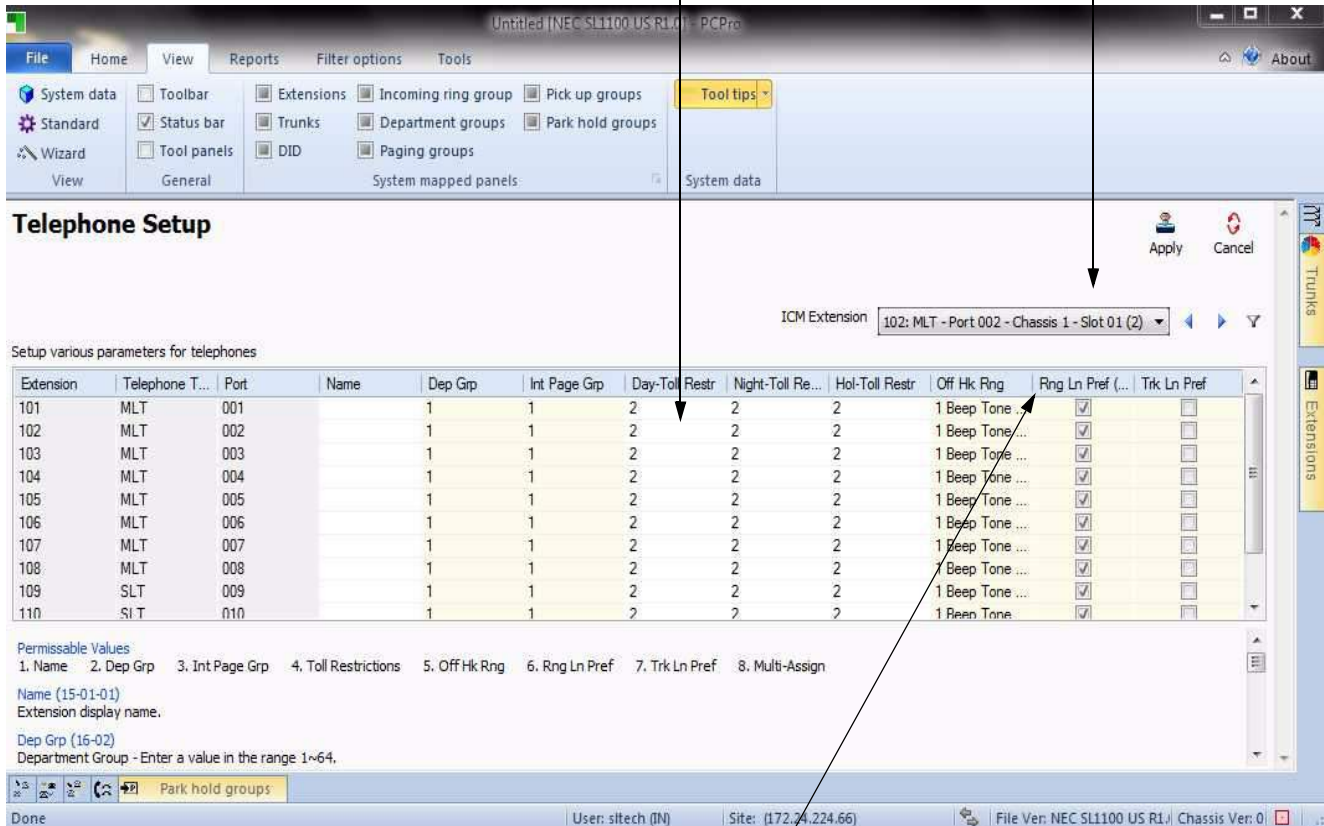 Untitled [NEC SL1100 US R1.0] - PCPro
File Home View Reports Filter options Tools About
System data Toolbar Extensions Incoming ring group Pick up groups Tool tips
Standard Status bar Trunks Department groups Park hold groups
Wizard Tool panels DID Paging groups
View General System mapped panels System data
Telephone Setup
Apply Cancel
Trunks
ICM Extension 102: MLT - Port 002 - Chassis 1 - Slot 01 (2)
Setup various parameters for telephones
Extension Telephone T... Port Name Dep Grp Int Page Grp Day-Toll Restr Night-Toll Re... Hol-Toll Restr Off Hk Rng Rng Ln Pref (... Trk Ln Pref
Extensions
101 MLT 001 1 1 2 2 2 1 Beep Tone ...
102 MLT 002 1 1 2 2 2 1 Beep Tone ...
103 MLT 003 1 1 2 2 2 1 Beep Tone ...
104 MLT 004 1 1 2 2 2 1 Beep Tone ...
105 MLT 005 1 1 2 2 2 1 Beep Tone ...
106 MLT 006 1 1 2 2 2 1 Beep Tone ...
107 MLT 007 1 1 2 2 2 1 Beep Tone ...
108 MLT 008 1 1 2 2 2 1 Beep Tone ...
109 SLT 009 1 1 2 2 2 1 Beep Tone ...
110 SLT 010 1 1 2 2 2 1 Beep Tone
Permissable Values
1. Name 2. Dep Grp 3. Int Page Grp 4. Toll Restrictions 5. Off Hk Rng 6. Rng Ln Pref 7. Trk Ln Pref 8. Multi-Assign
Name (15-01-01)
Extension display name.
Dep Grp (16-02)
Department Group - Enter a value in the range 1~64.
Park hold groups
Done User: sltech (IN) Site: (172.24.224.66) File Ver: NEC SL1100 US R1. Chassis Ver: 0